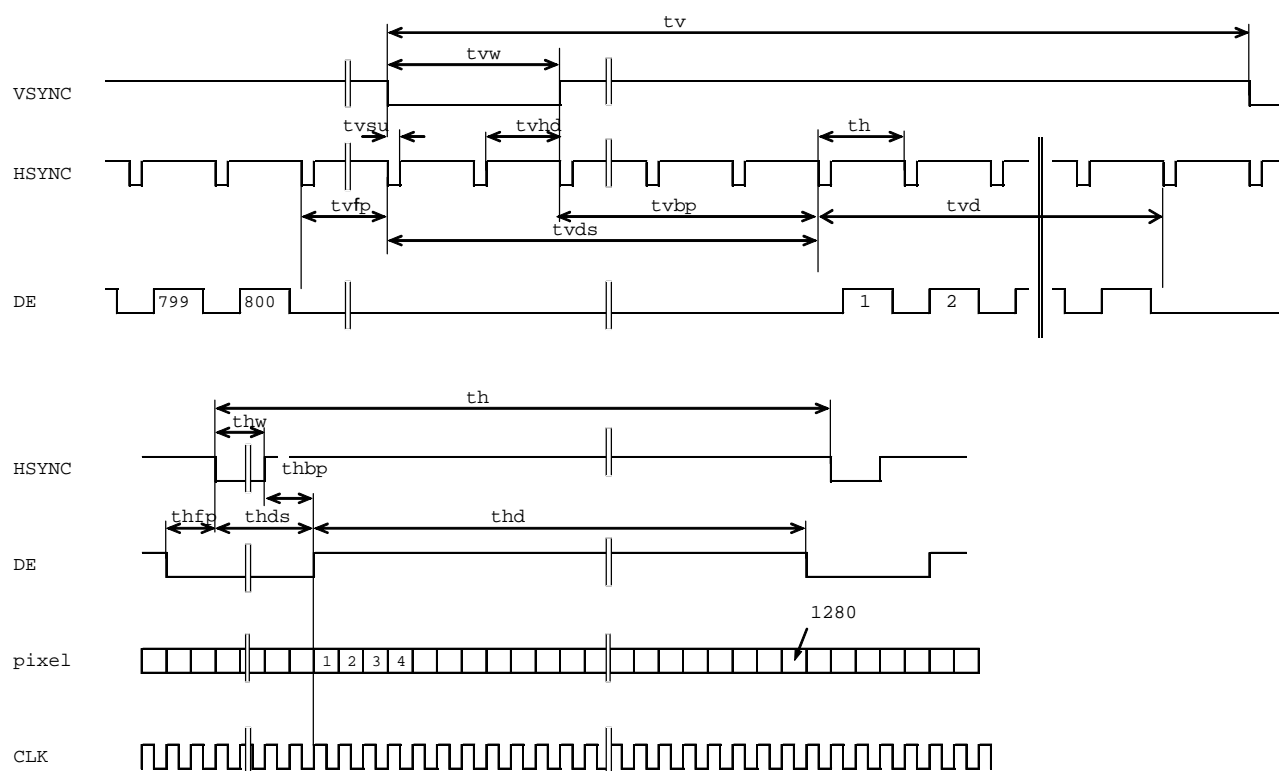 tv
tvw
VSYNC
tvsu
tvhd
th
HSYNC
tvfp
tvbp
tvd
tvds
DE
799
800
1
2
th
thw
HSYNC
thbp
thfp
thds
thd
DE
1280
pixel
1
2
3
4
CLK